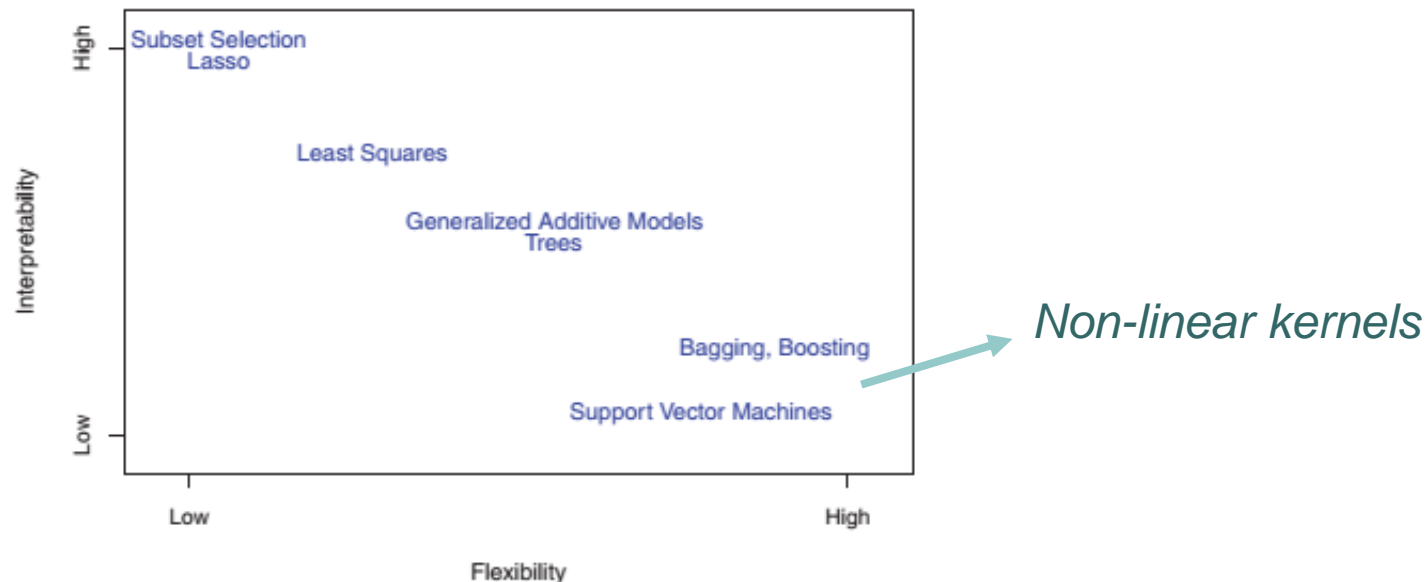 High
Subset Selection
Lasso
Least Squares
Generalized Additive Models
Trees
Interpretability
Non-linear kernels
Bagging, Boosting
Support Vector Machines
Low
Low
High
Flexibility